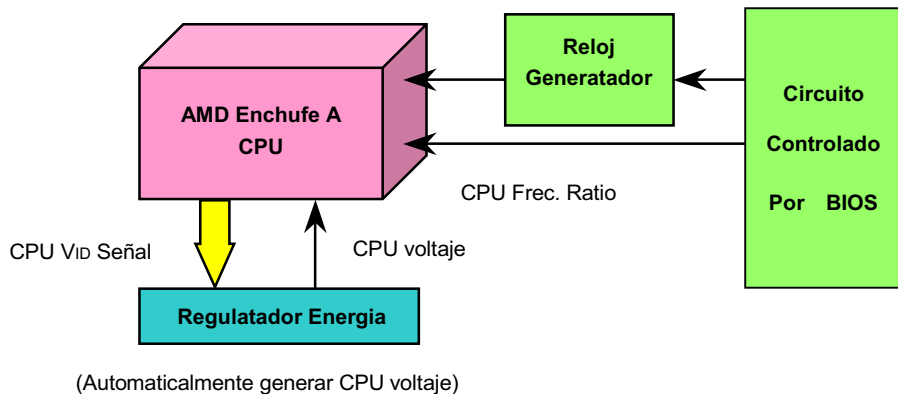 Reloj
Generatador
AMD Enchufe A
CPU
Circuito
Controlado
Por BIOS
CPU Frec. Ratio
CPU VID Señal
CPU voltaje
Regulatador Energia
(Automaticalmente generar CPU voltaje)